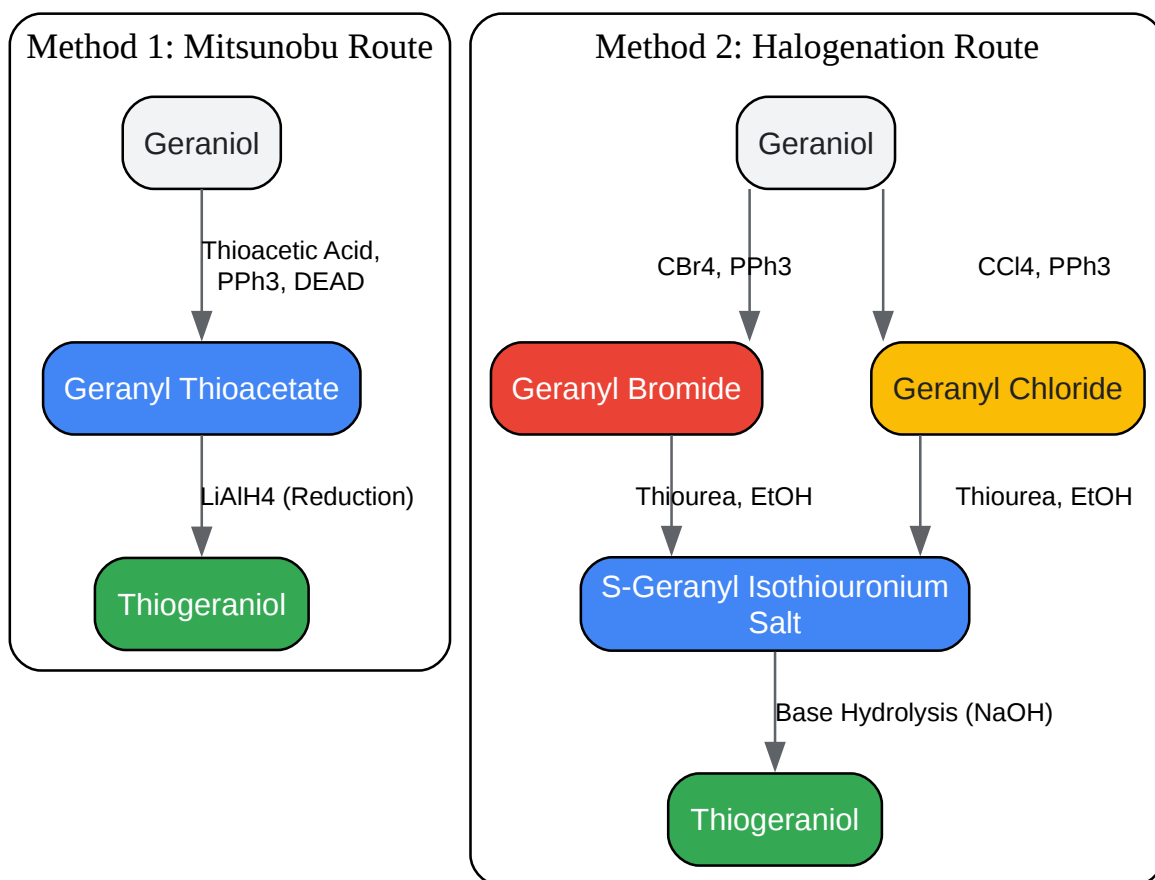 Method 1: Mitsunobu Route
Geraniol
Thioacetic Acid,
PPh3, DEAD
Geranyl Thioacetate
LiAlH4 (Reduction)
Thiogeraniol
Method 2: Halogenation Route
Geraniol
CBr4, PPh3
CCl4, PPh3
Geranyl Bromide
Geranyl Chloride
Thiourea, EtOH
Thiourea, EtOH
S-Geranyl Isothiouronium
Salt
Base Hydrolysis (NaOH)
Thiogeraniol